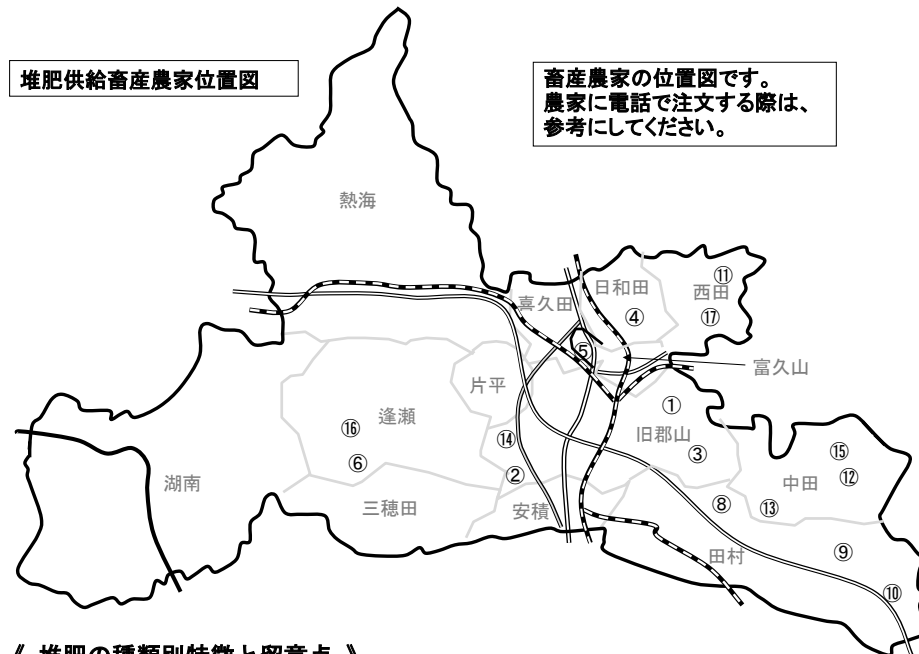 堆肥供給畜産農家位置図
畜産農家の位置図です。
農家に電話で注文する際は、
参考にしてください。
熱海
喜久田
日和田
西田
⑪
⑰
④
⑤
富久山
片平
逢瀬
⑯
⑥
⑭
②
①
旧郡山
③
⑮
中田
⑫
⑬
⑧
湖南
三穂田
安積
田村
⑨
⑩
《 堆肥の種類別特徴と留意点 》